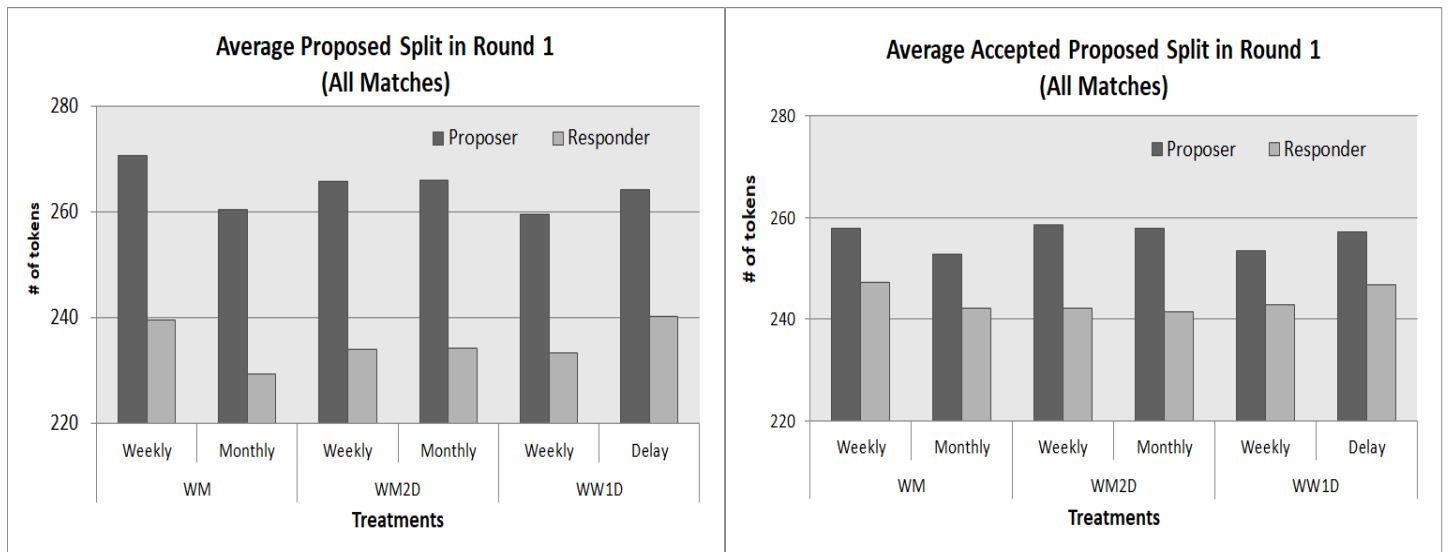 Average Proposed Split in Round 1
(All Matches)
280
260
240
220
# of tokens
Proposer
Responder
Weekly
Monthly
Weekly
Monthly
Weekly
Delay
WM
WM2D
WW1D
Treatments
Average Accepted Proposed Split in Round 1
(All Matches)
280
260
240
220
# of tokens
Proposer
Responder
Weekly
Monthly
Weekly
Monthly
Weekly
Delay
WM
WM2D
WW1D
Treatments